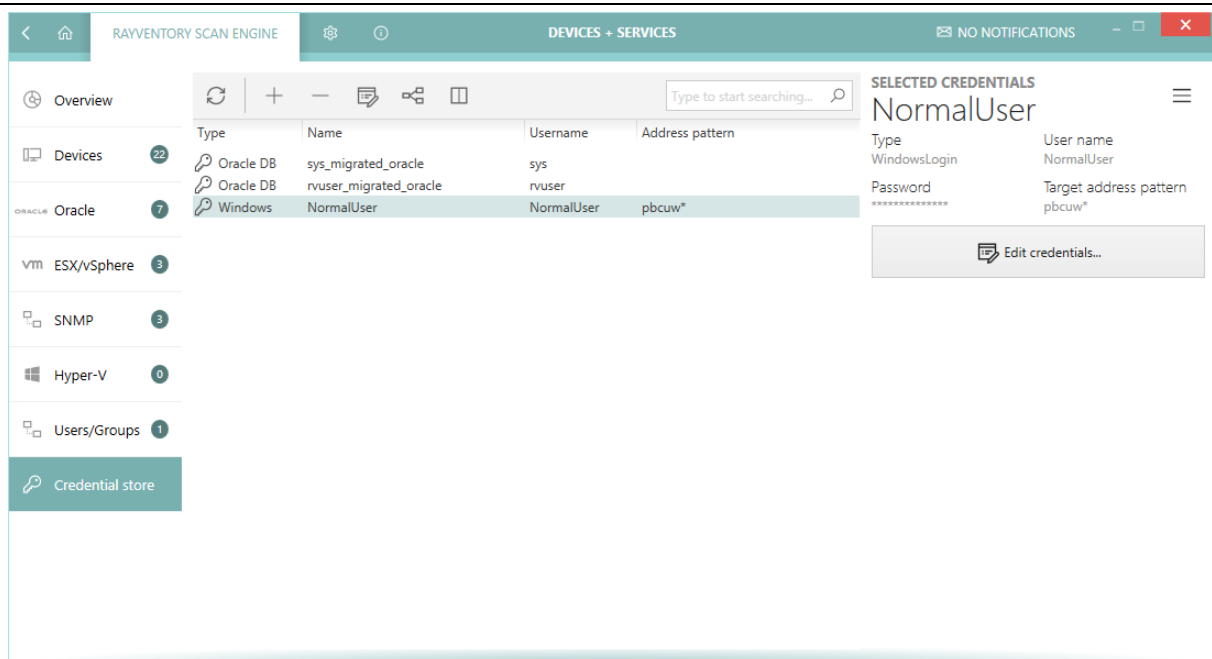 RAYVENTORY SCAN ENGINE
DEVICES + SERVICES
NO NOTIFICATIONS
Overview
Devices 22
ORACLE Oracle 7
vm ESX/vSphere 3
SNMP 3
Hyper-V 0
Users/Groups 1
Credential store
Type to start searching...
Type Name Username Address pattern
Oracle DB sys_migrated_oracle sys
Oracle DB rvuser_migrated_oracle rvuser
Windows NormalUser NormalUser pbcuw*
SELECTED CREDENTIALS
NormalUser
Type User name
WindowsLogin NormalUser
Password Target address pattern
************** pbcuw*
Edit credentials...